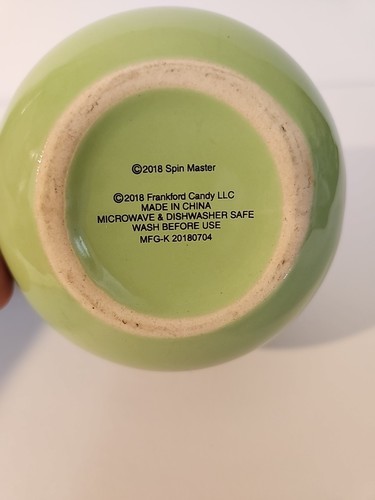 ©2018 Spin Master
©2018 Frankford Candy LLC
MADE IN CHINA
MICROWAVE & DISHWASHER SAFE
WASH BEFORE USE
MFG-K 20180704